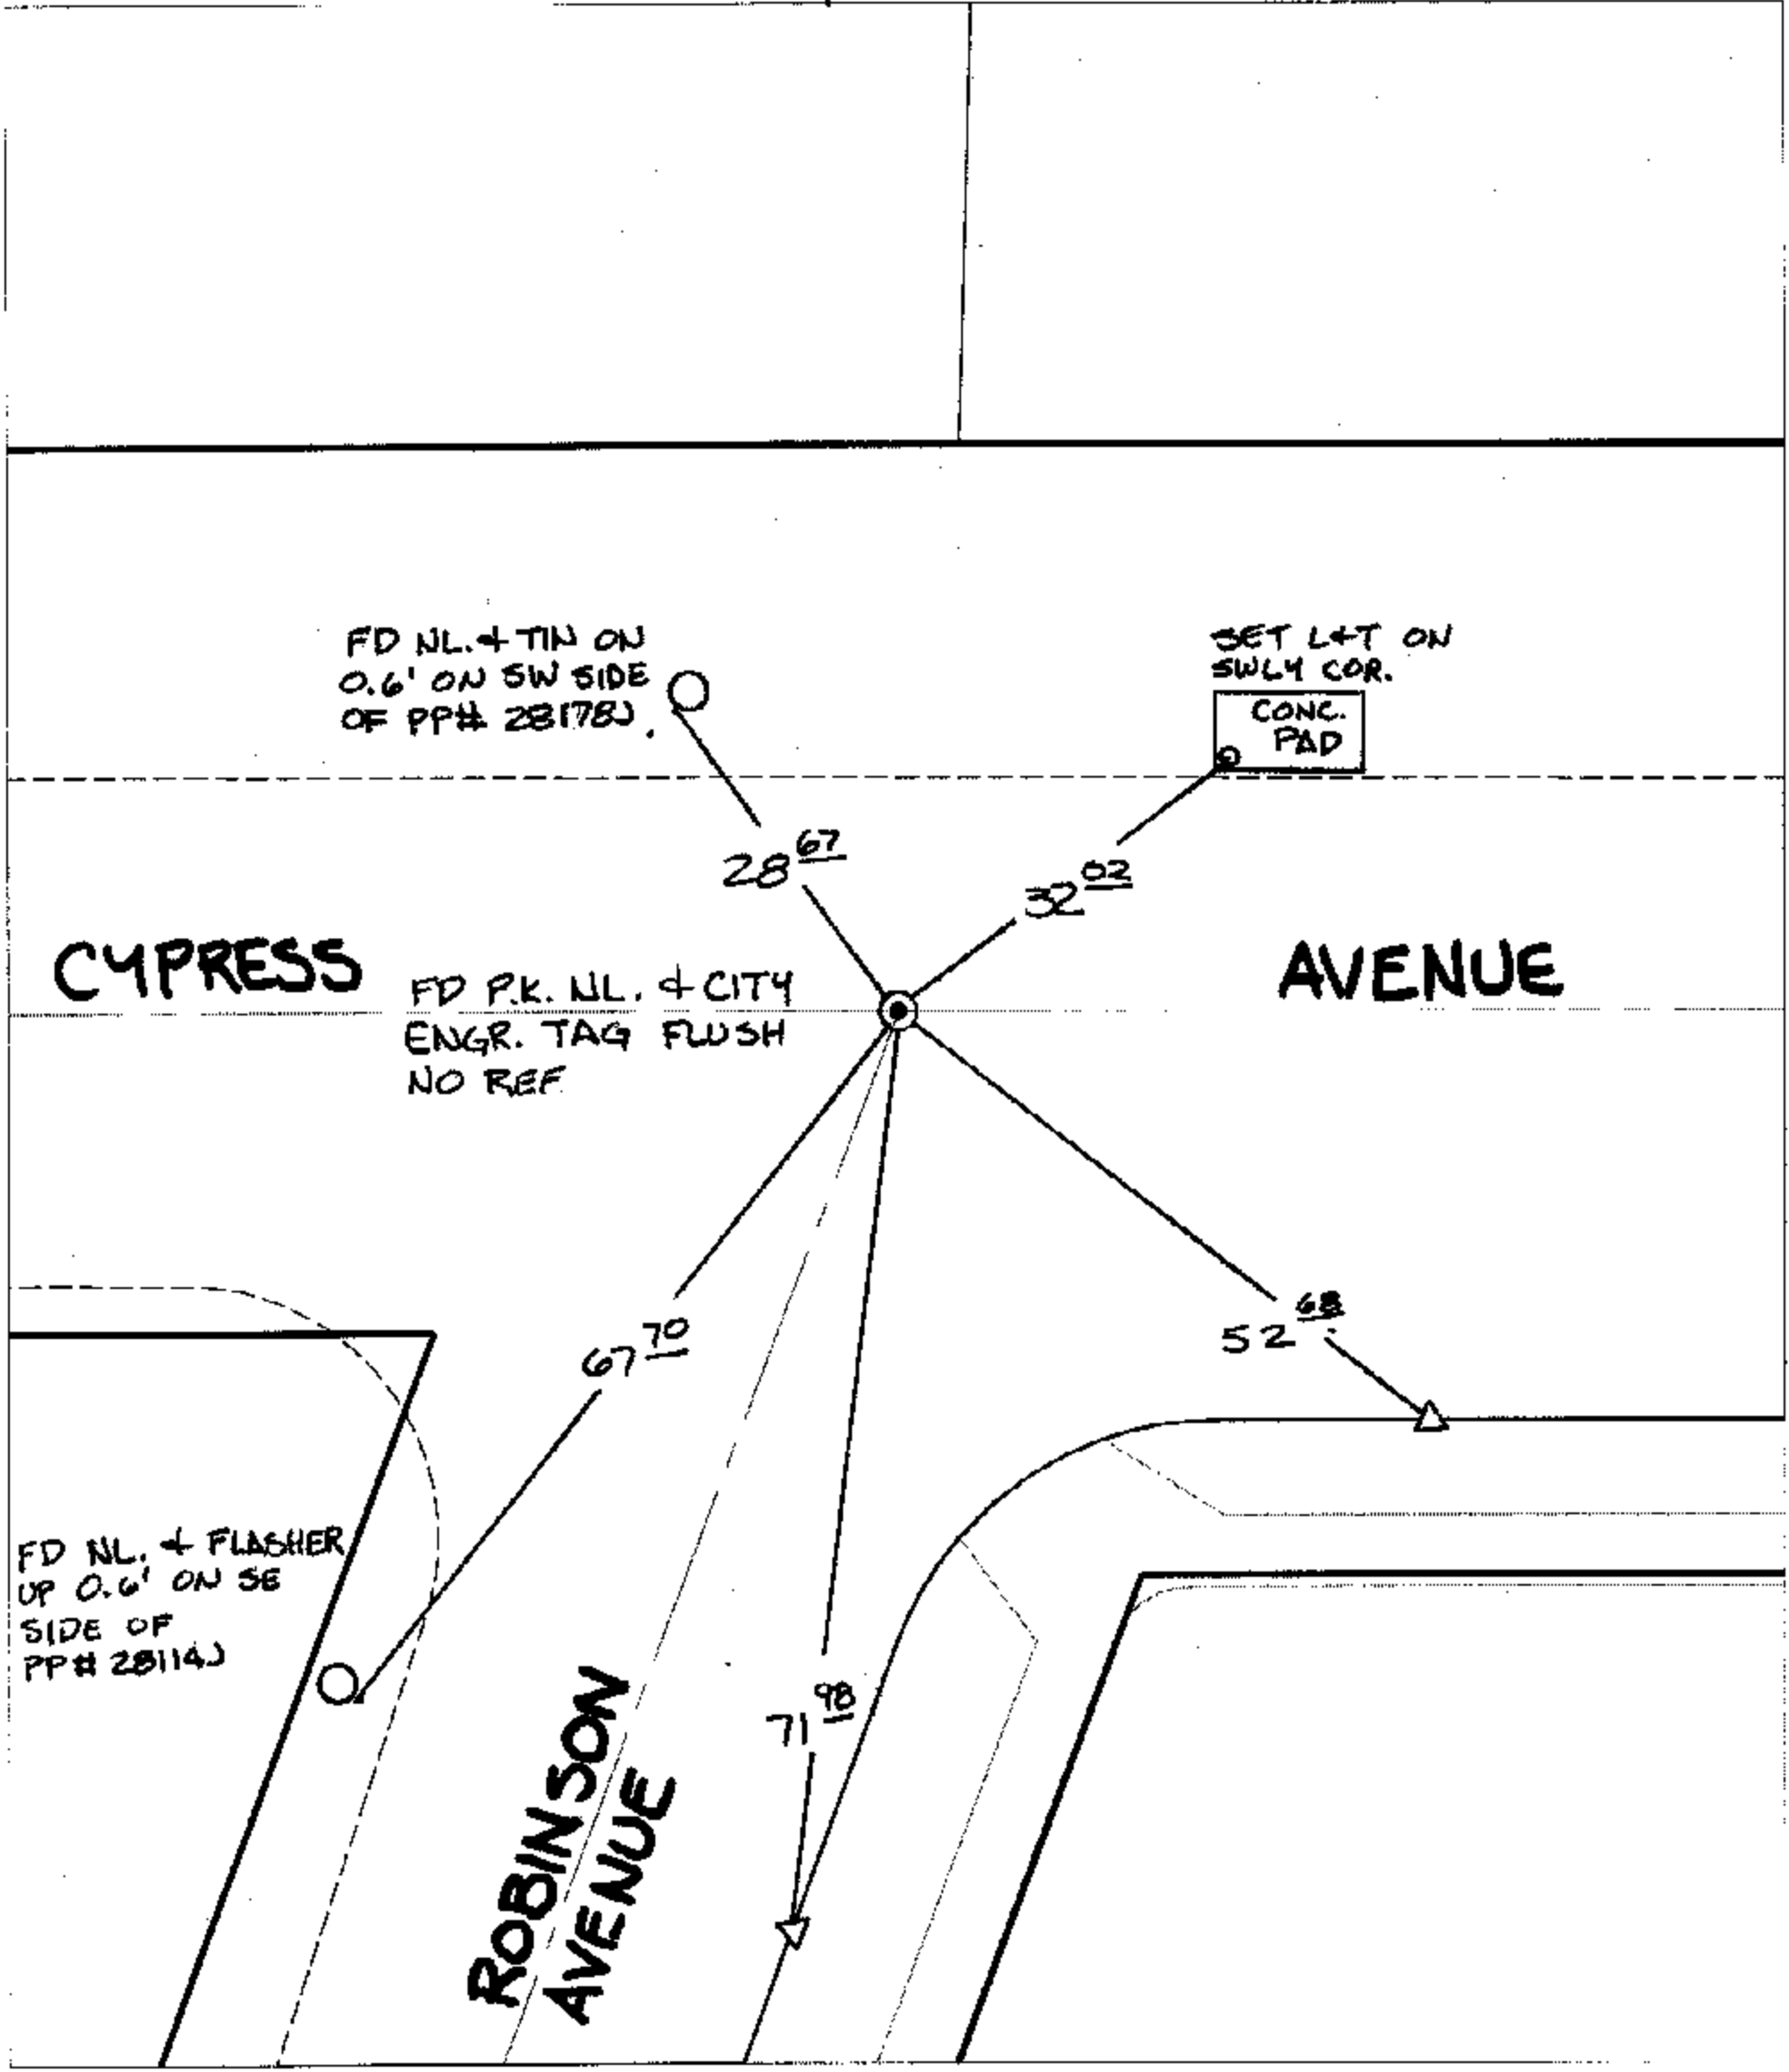 FD NL. & TIN ON
0.6' ON SW SIDE
OF PP# 28178J
SET L&T ON
SWLY COR.
CONC.
PAD
28 67
32 02
CYPRESS
AVENUE
FD P.K. NL. & CITY
ENGR. TAG FLUSH
NO REF.
67 70
52 68
FD NL. & FLASHER
UP 0.6' ON SE
SIDE OF
PP# 28114J
71 98
ROBINSON
AVENUE